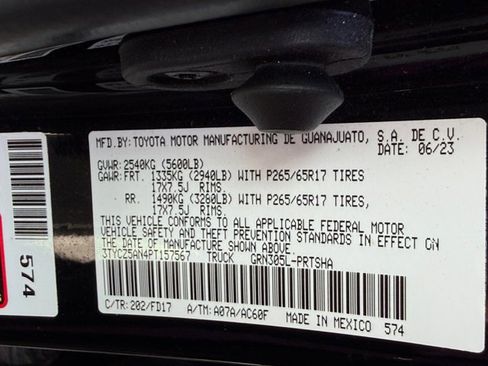 MFD.BY:TOYOTA MOTOR MANUFACTURING DE GUANAJUATO, S.A. DE C.V.
DATE: 06/23
GVWR:2540KG (5600LB)
GAWR:FRT. 1335KG (2940LB) WITH P265/65R17 TIRES
17X7.5J RIMS.
RR. 1490KG (3280LB) WITH P265/65R17 TIRES
17X7.5J RIMS.
THIS VEHICLE CONFORMS TO ALL APPLICABLE FEDERAL MOTOR
VEHICLE SAFETY AND THEFT PREVENTION STANDARDS IN EFFECT ON
THE DATE OF MANUFACTURE SHOWN ABOVE.
3TYCZ5AN4PT157567 TRUCK GRN305L-PRTSHA
C/TR:202/FD17 A/TM:A07A/AC60F MADE IN MEXICO 574
574